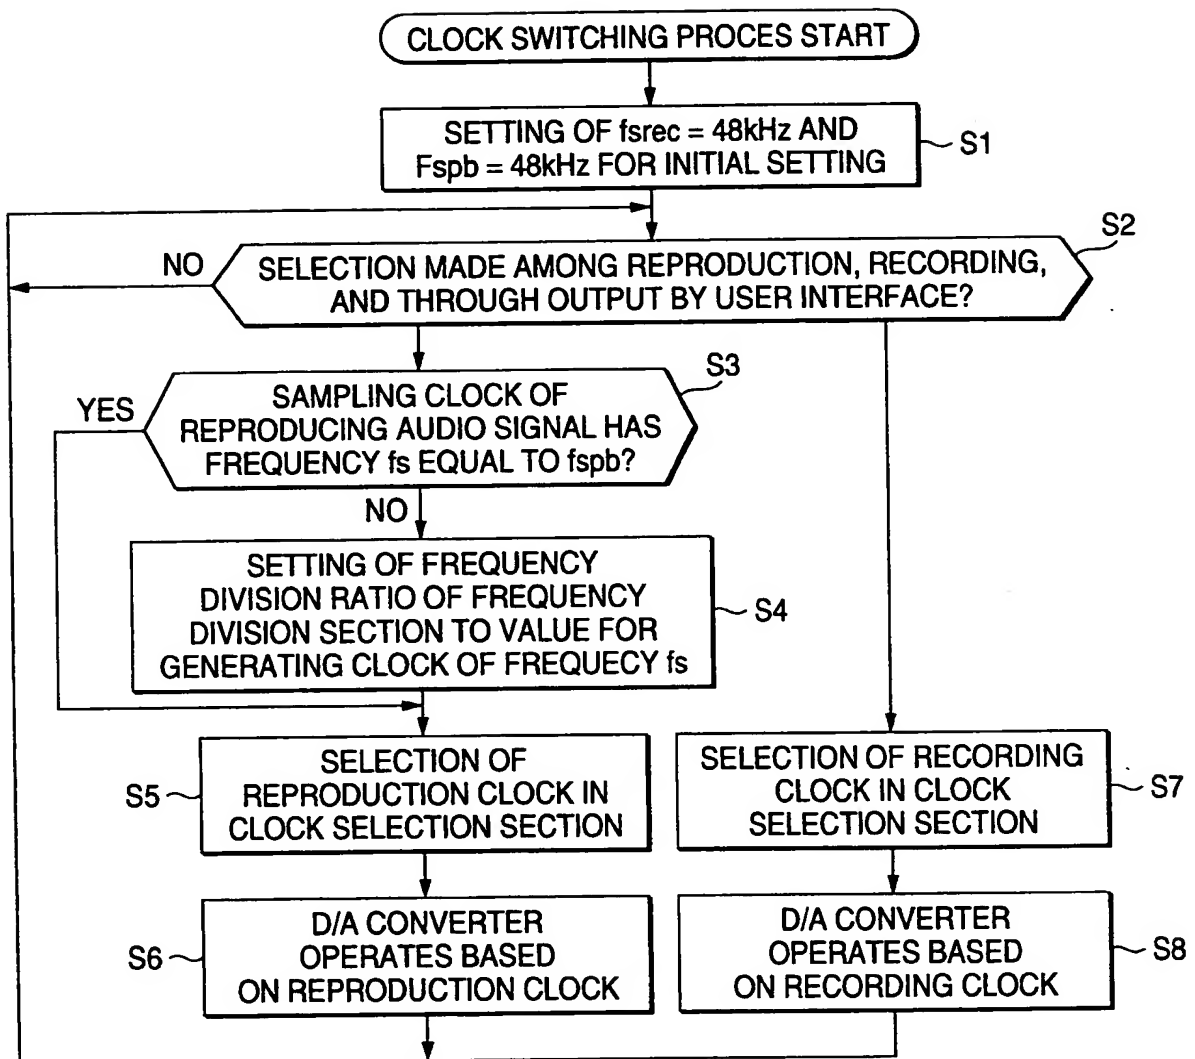 CLOCK SWITCHING PROCES START
SETTING OF fsrec = 48kHz AND
Fspb = 48kHz FOR INITIAL SETTING
S1
S2
NO
SELECTION MADE AMONG REPRODUCTION, RECORDING,
AND THROUGH OUTPUT BY USER INTERFACE?
S3
YES
SAMPLING CLOCK OF
REPRODUCING AUDIO SIGNAL HAS
FREQUENCY fs EQUAL TO fspb?
NO
SETTING OF FREQUENCY
DIVISION RATIO OF FREQUENCY
DIVISION SECTION TO VALUE FOR
GENERATING CLOCK OF FREQUECY fs
S4
S5
SELECTION OF
REPRODUCTION CLOCK IN
CLOCK SELECTION SECTION
SELECTION OF RECORDING
CLOCK IN CLOCK
SELECTION SECTION
S7
S6
D/A CONVERTER
OPERATES BASED
ON REPRODUCTION CLOCK
D/A CONVERTER
OPERATES BASED
ON RECORDING CLOCK
S8